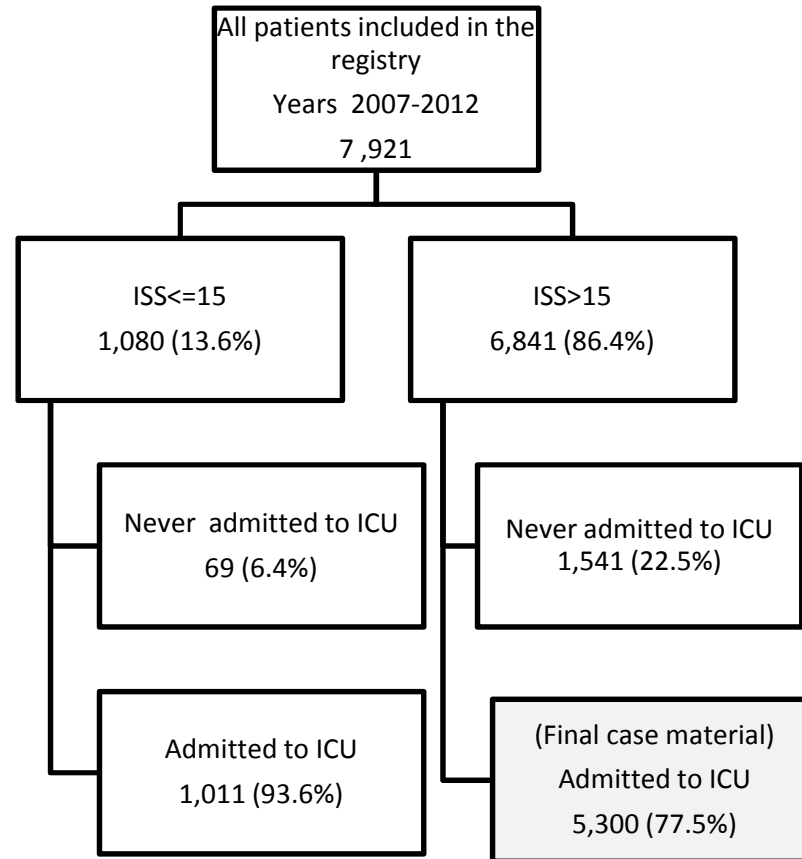 All patients included in the
registry
Years 2007-2012
7 ,921
ISS<=15
1,080 (13.6%)
ISS>15
6,841 (86.4%)
Never admitted to ICU
69 (6.4%)
Never admitted to ICU
1,541 (22.5%)
Admitted to ICU
1,011 (93.6%)
(Final case material)
Admitted to ICU
5,300 (77.5%)